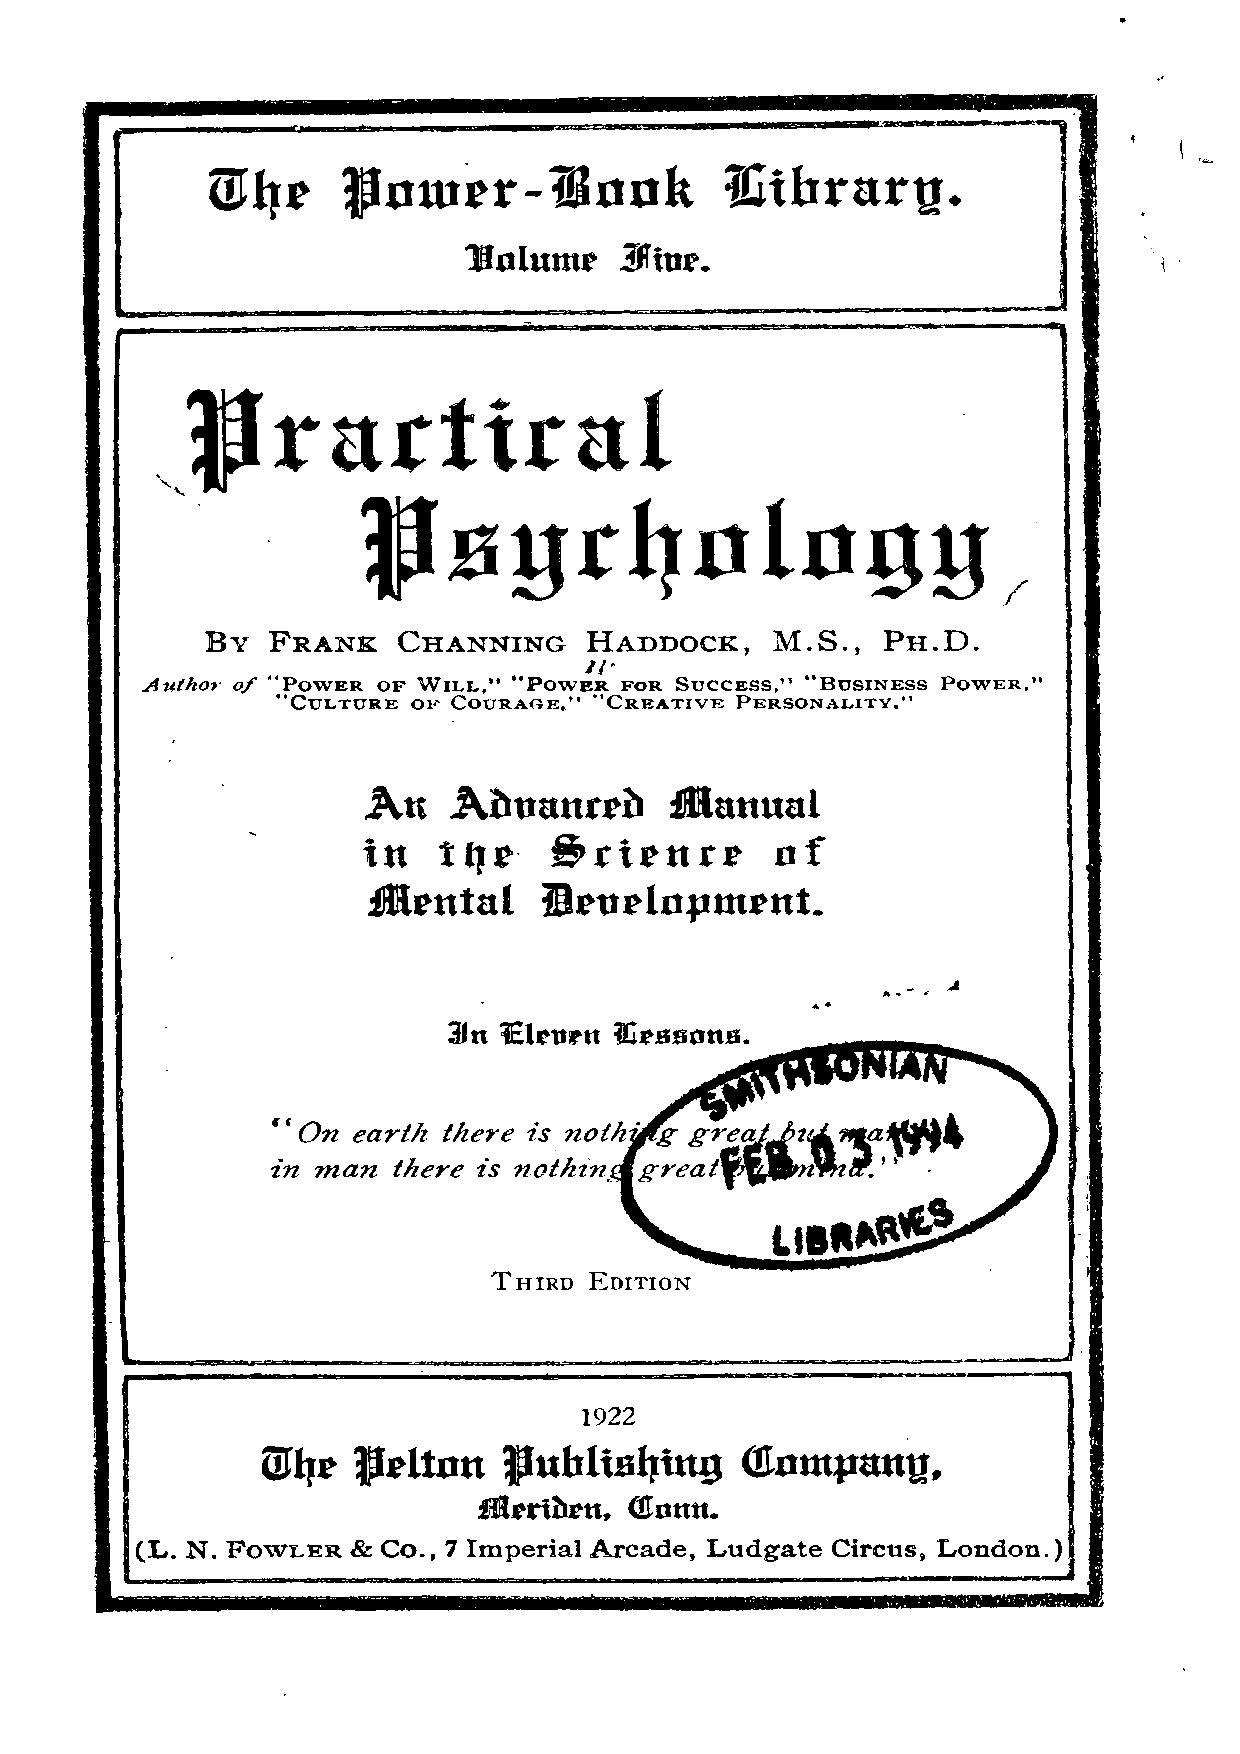 The Power-Book Library.
Volume Five.
Practical
Psychology
BY FRANK CHANNING HADDOCK, M.S., PH.D.
Author of "POWER OF WILL," "POWER FOR SUCCESS," "BUSINESS POWER,"
"CULTURE OF COURAGE," "CREATIVE PERSONALITY."
An Advanced Manual
in the Science of
Mental Development.
In Eleven Lessons.
"On earth there is nothing great but man
in man there is nothing great but mind."
SMITHSONIAN
FEB 03 1994
LIBRARIES
THIRD EDITION
1922
The Pelton Publishing Company,
Meriden, Conn.
(L. N. FOWLER & CO., 7 Imperial Arcade, Ludgate Circus, London.)